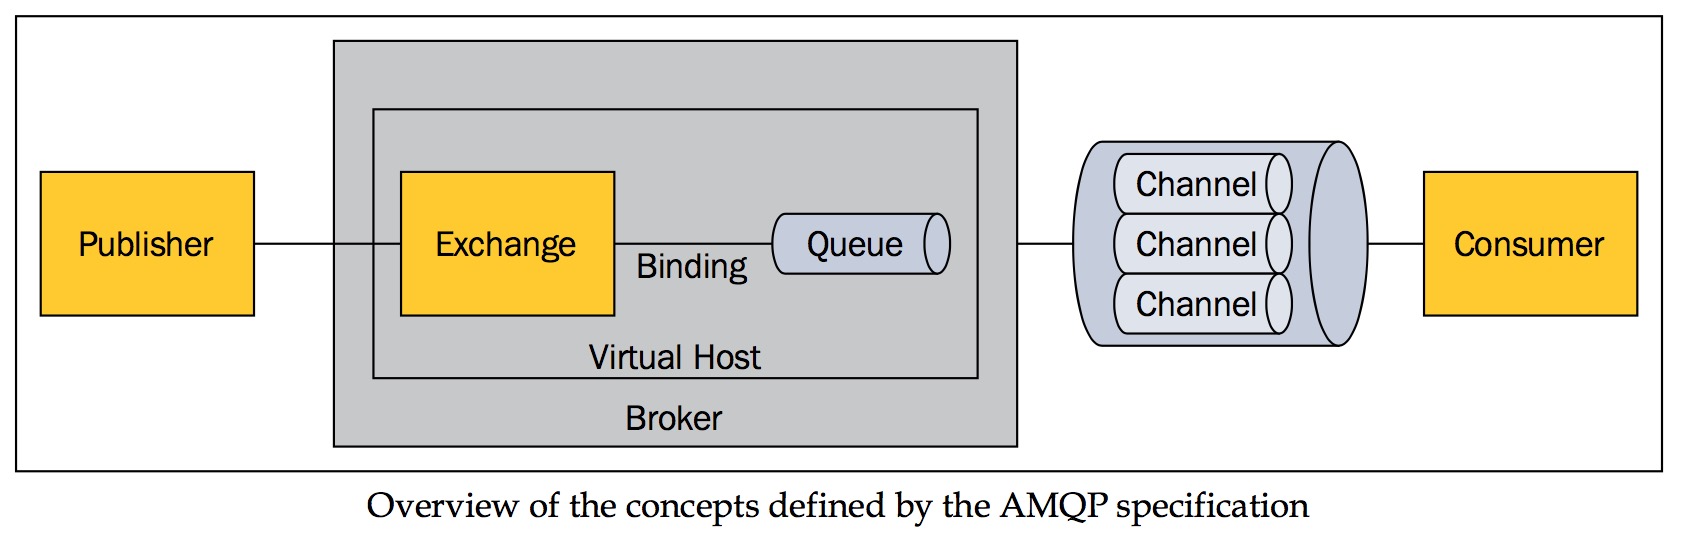 Publisher
Exchange
Binding
Queue
Virtual Host
Broker
Channel
Channel
Channel
Consumer
Overview of the concepts defined by the AMQP specification